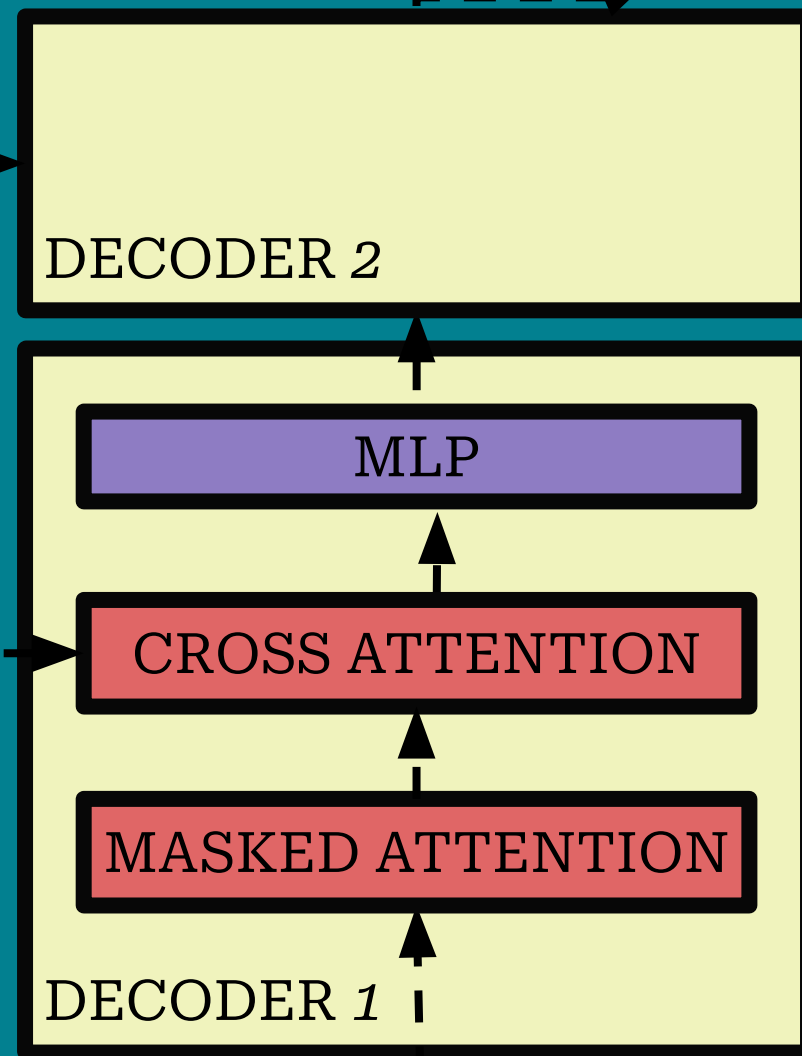 DECODER 2
MLP
CROSS ATTENTION
MASKED ATTENTION
DECODER 1